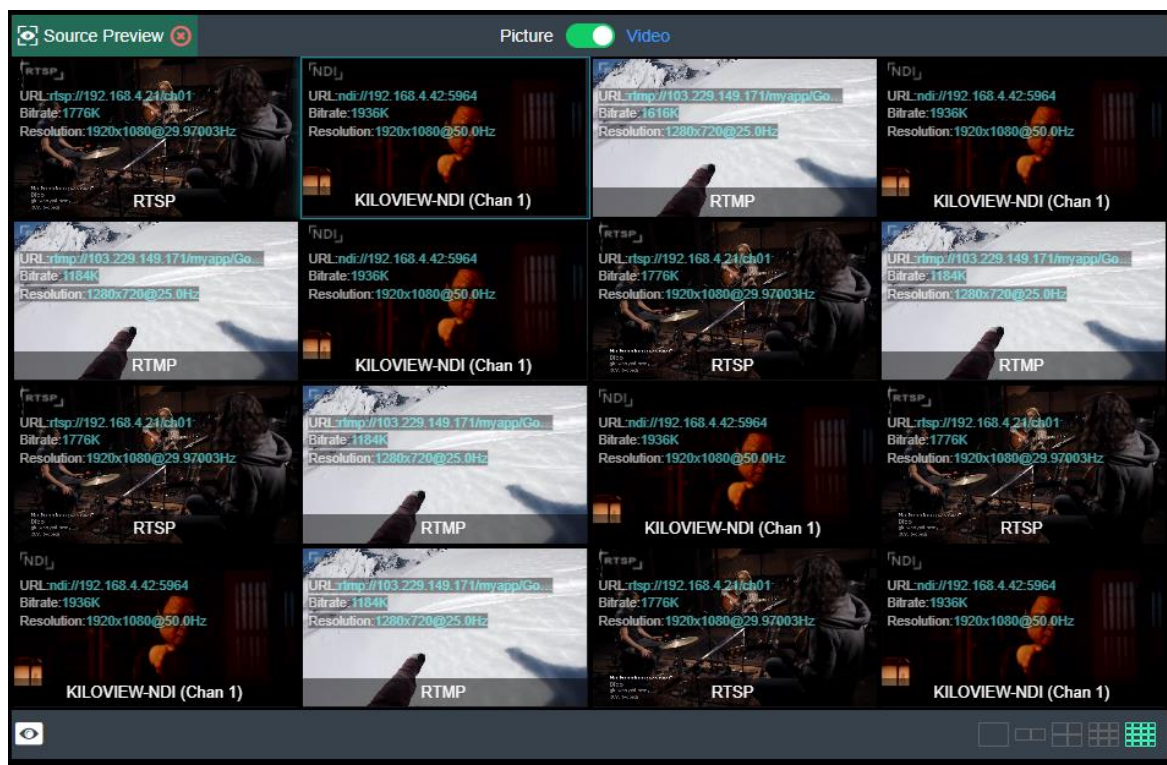 Source Preview
Picture Video
RTSP
URL:rtsp://192.168.4.21/ch01
Bitrate:1776K
Resolution:1920x1080@29.97003Hz
RTSP
NDI
URL:ndi://192.168.4.42:5964
Bitrate:1936K
Resolution:1920x1080@50.0Hz
KILOVIEW-NDI (Chan 1)
URL:rtmp://103.229.149.171/myapp/Go...
Bitrate:1616K
Resolution:1280x720@25.0Hz
RTMP
NDI
URL:ndi://192.168.4.42:5964
Bitrate:1936K
Resolution:1920x1080@50.0Hz
KILOVIEW-NDI (Chan 1)
URL:rtmp://103.229.149.171/myapp/Go...
Bitrate:1184K
Resolution:1280x720@25.0Hz
RTMP
NDI
URL:ndi://192.168.4.42:5964
Bitrate:1936K
Resolution:1920x1080@50.0Hz
KILOVIEW-NDI (Chan 1)
RTSP
URL:rtsp://192.168.4.21/ch01
Bitrate:1776K
Resolution:1920x1080@29.97003Hz
RTSP
URL:rtmp://103.229.149.171/myapp/Go...
Bitrate:1184K
Resolution:1280x720@25.0Hz
RTMP
RTSP
URL:rtsp://192.168.4.21/ch01
Bitrate:1776K
Resolution:1920x1080@29.97003Hz
RTSP
URL:rtmp://103.229.149.171/myapp/Go...
Bitrate:1184K
Resolution:1280x720@25.0Hz
RTMP
NDI
URL:ndi://192.168.4.42:5964
Bitrate:1936K
Resolution:1920x1080@50.0Hz
KILOVIEW-NDI (Chan 1)
RTSP
URL:rtsp://192.168.4.21/ch01
Bitrate:1776K
Resolution:1920x1080@29.97003Hz
RTSP
NDI
URL:ndi://192.168.4.42:5964
Bitrate:1936K
Resolution:1920x1080@50.0Hz
KILOVIEW-NDI (Chan 1)
URL:rtmp://103.229.149.171/myapp/Go...
Bitrate:1184K
Resolution:1280x720@25.0Hz
RTMP
RTSP
URL:rtsp://192.168.4.21/ch01
Bitrate:1776K
Resolution:1920x1080@29.97003Hz
RTSP
NDI
URL:ndi://192.168.4.42:5964
Bitrate:1936K
Resolution:1920x1080@50.0Hz
KILOVIEW-NDI (Chan 1)